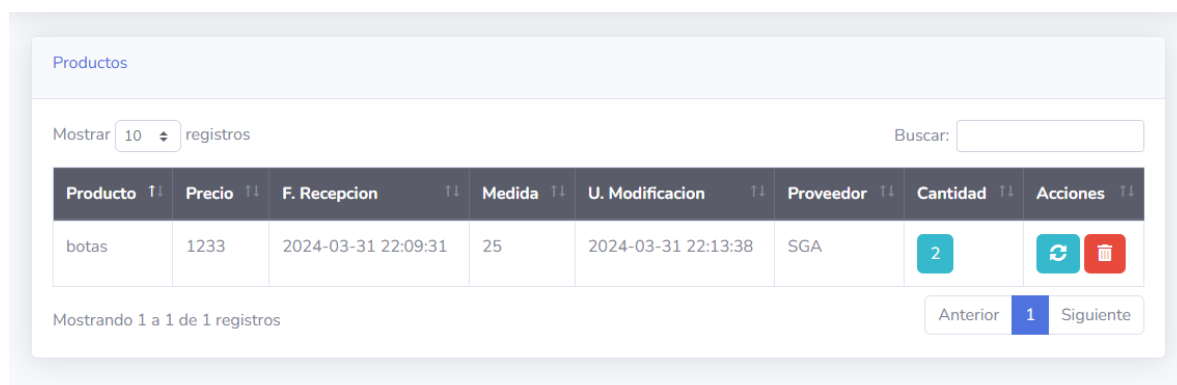 Productos
Mostrar 10 registros Buscar:
Producto Precio F. Recepcion Medida U. Modificacion Proveedor Cantidad Acciones
botas 1233 2024-03-31 22:09:31 25 2024-03-31 22:13:38 SGA 2
Mostrando 1 a 1 de 1 registros Anterior 1 Siguiente